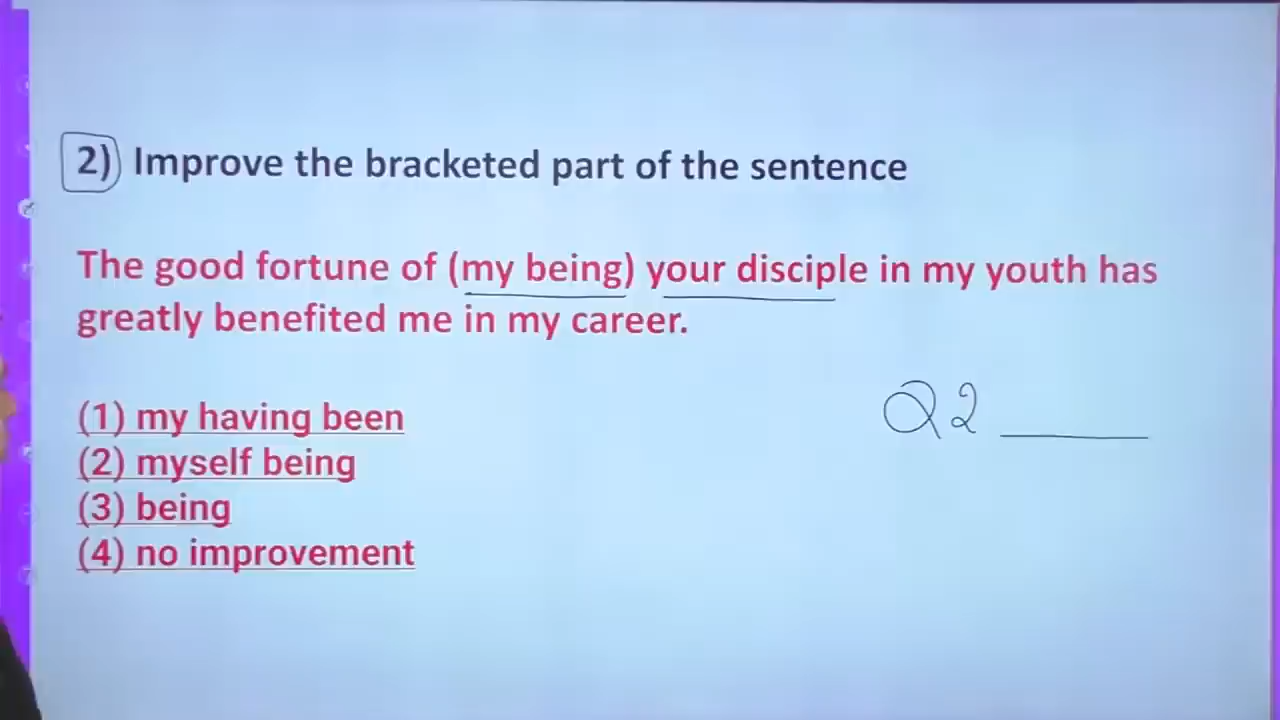 2) Improve the bracketed part of the sentence
The good fortune of (my being) your disciple in my youth has
greatly benefited me in my career.
(1) my having been
(2) myself being
(3) being
(4) no improvement
Q2